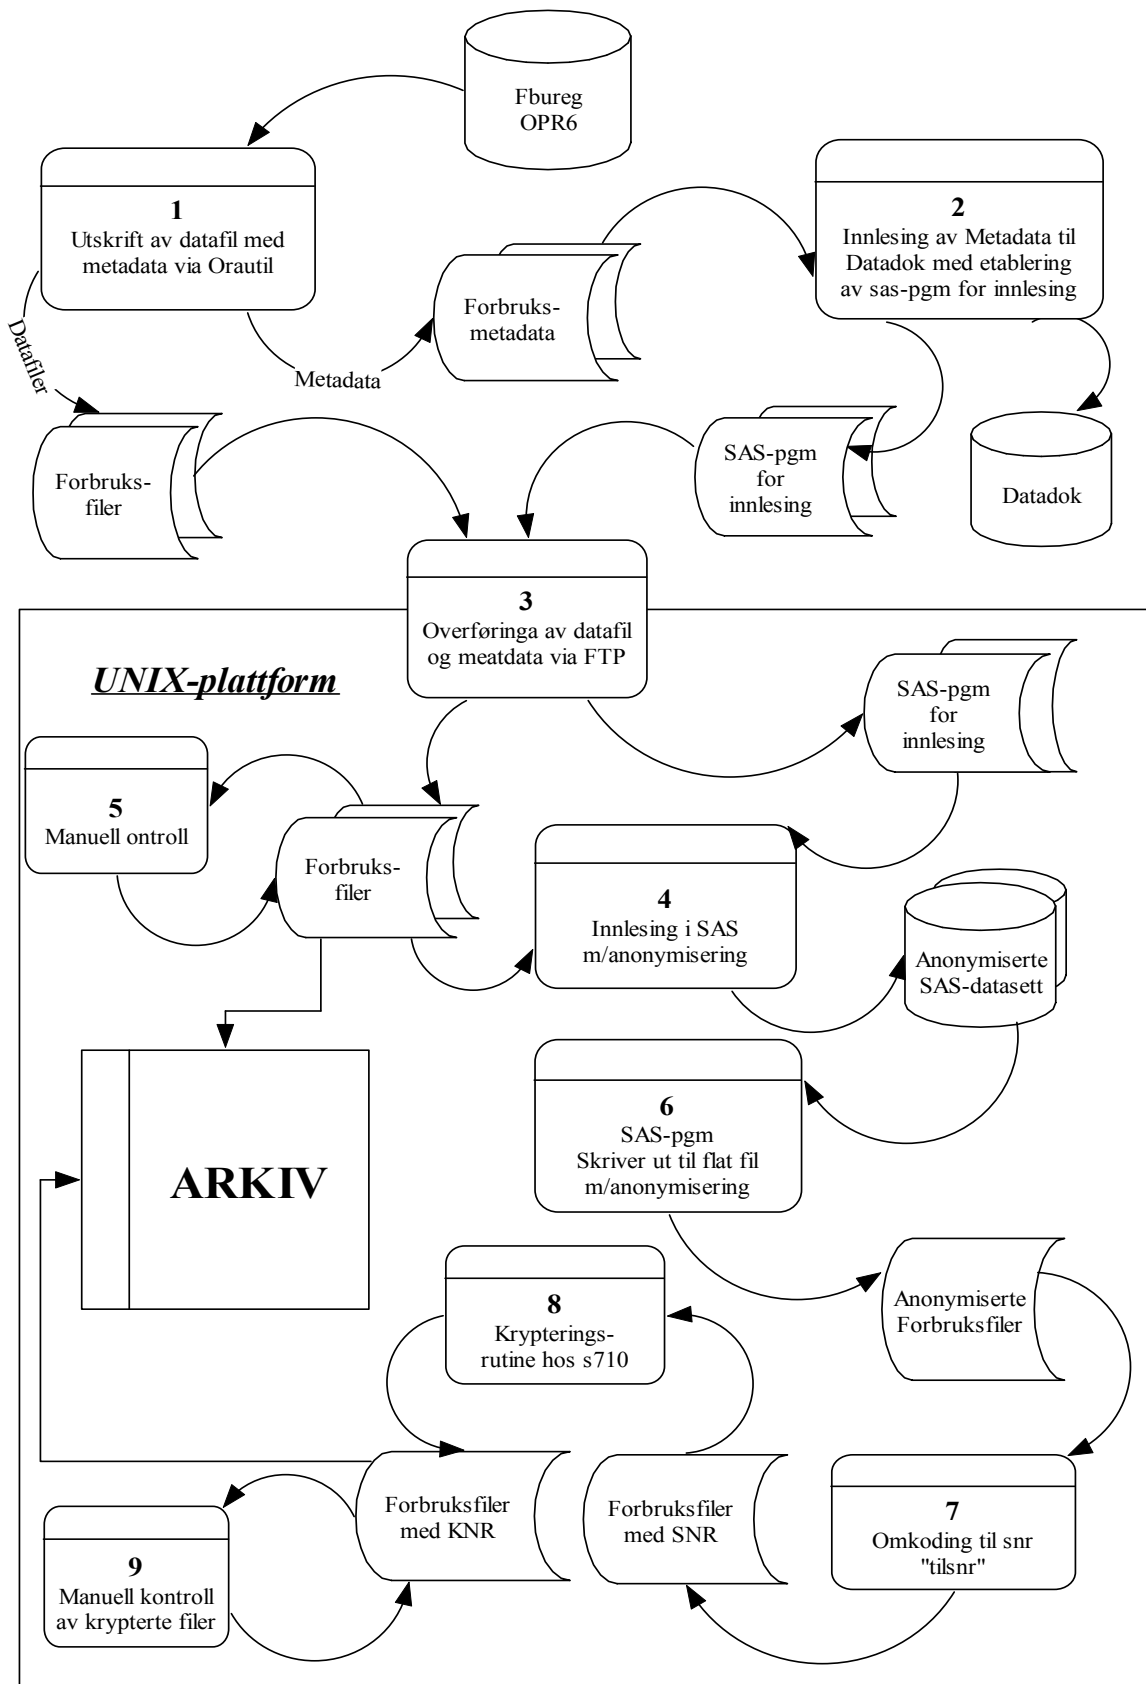 Fbureg
OPR6
1
Utskrift av datafil med
metadata via Orautil
2
Innlesing av Metadata til
Datadok med etablering
av sas-pgm for innlesing
Forbruks-
metadata
Datafiler
Metadata
Forbruks-
filer
SAS-pgm
for
innlesing
Datadok
3
Overføringa av datafil
og meatdata via FTP
UNIX-plattform
SAS-pgm
for
innlesing
5
Manuell ontroll
Forbruks-
filer
4
Innlesing i SAS
m/anonymisering
Anonymiserte
SAS-datasett
ARKIV
6
SAS-pgm
Skriver ut til flat fil
m/anonymisering
8
Krypterings-
rutine hos s710
Anonymiserte
Forbruksfiler
Forbruksfiler
med KNR
Forbruksfiler
med SNR
7
Omkoding til snr
"tilsnr"
9
Manuell kontroll
av krypterte filer